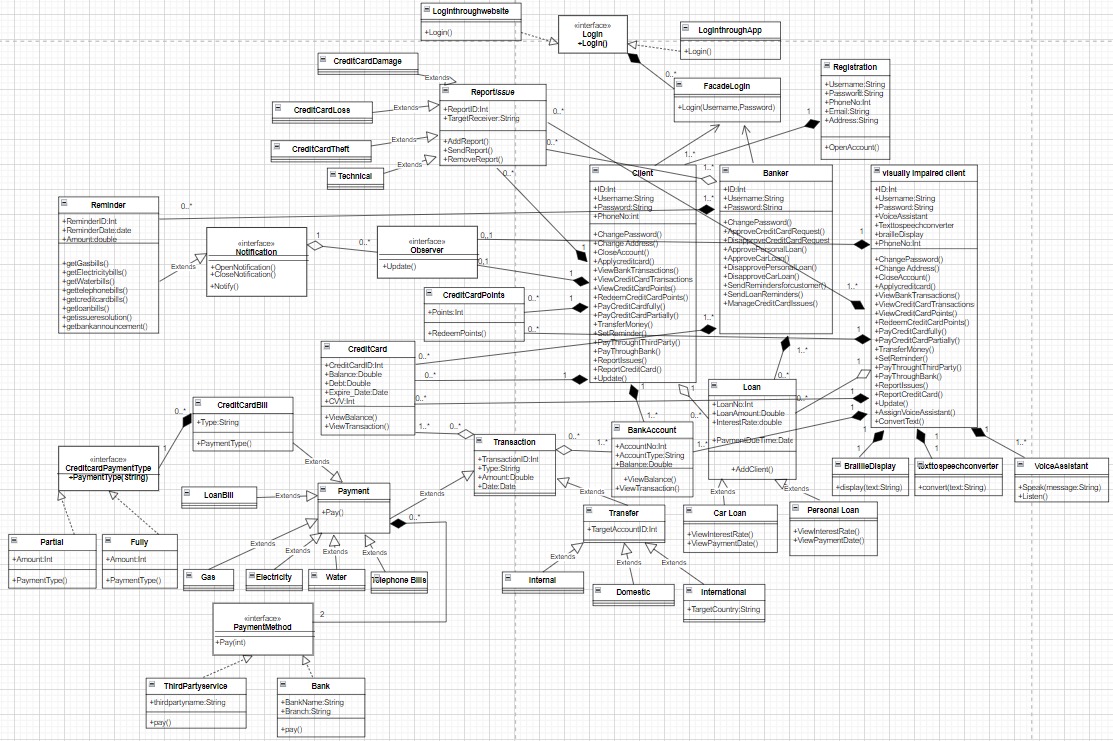 Loginthroughwebsite
+Login()
«interface»
Login
+Login()
LoginthroughApp
+Login()
CreditCardDamage
Extends
CreditCardLoss
Extends
CreditCardTheft
Extends
Technical
Extends
ReportIssue
+ReportID:Int
+TargetReceiver:String
+AddReport()
+SendReport()
+RemoveReport()
0..*
0..*
0..*
0..*
FacadeLogin
+Login(Username,Password)
Registration
+Username:String
+Password:String
+PhoneNo:Int
+Email:String
+Address:String
+OpenAccount()
1
1..*
Client
+ID:Int
+Username:String
+Password:String
+PhoneNo:int
+ChangePassword()
+Change Address()
+CloseAccount()
+Applycreditcard()
+ViewBankTransactions()
+ViewCreditCardTransactions
+ViewCreditCardPoints()
+RedeemCreditCardPoints()
+PayCreditCardfully()
+PayCreditCardPartially()
+TransferMoney()
+SetReminder()
+PayThroughtThirdParty()
+PayThroughBank()
+ReportIssues()
+ReportCreditCard()
+Update()
1..*
1..*
Banker
+ID:Int
+Username:String
+Password:String
+ChangePassword()
+ApproveCreditCardRequest()
+DisapproveCreditCardRequest
+ApprovePersonalLoan()
+ApproveCarLoan()
+DisapprovePersonalLoan()
+DisapproveCarLoan()
+SendRemindersforcustomer()
+SendLoanReminders()
+ManageCreditCardIssues()
visually impaired client
+ID:Int
+Username:String
+Password:String
+VoiceAssistant
+Texttospeechconverter
+brailleDisplay
+PhoneNo:Int
+ChangePassword()
+Change Address()
+CloseAccount()
+Applycreditcard()
+ViewBankTransactions()
+ViewCreditCardTransactions
+ViewCreditCardPoints()
+RedeemCreditCardPoints()
+PayCreditCardfully()
+PayCreditCardPartially()
+TransferMoney()
+SetReminder()
+PayThroughtThirdParty()
+PayThroughBank()
+ReportIssues()
+ReportCreditCard()
+Update()
+AssignVoiceAssistant()
+ConvertText()
Reminder
+ReminderID:Int
+ReminderDate:date
+Amount:double
+getGasbills()
+getElectricitybills()
+getWaterbills()
+gettelephonebills()
+getcreditcardbills()
+getloanbills()
+getissueresolution()
+getbankannouncement()
0..*
Extends
«interface»
Notification
+OpenNotification()
+CloseNotification()
+Notify()
1
0..*
«interface»
Observer
+Update()
0,.1
0,.1
1
1
CreditCardPoints
+Points:Int
+RedeemPoints()
0..*
0..*
1
1
1..*
CreditCard
+CreditCardID:Int
+Balance:Double
+Debt:Double
+Expire_Date:Date
+CVV:Int
+ViewBalance()
+ViewTransaction()
0..*
0..*
0..*
1..*
0..*
CreditCardBill
+Type:String
+PaymentType()
0..*
1
«interface»
CreditcardPaymentType
+PaymentType(String)
Partial
+Amount:Int
+PaymentType()
Fully
+Amount:Int
+PaymentType()
Extends
LoanBill
Extends
Payment
+Pay()
0..*
Extends
Transaction
+TransactionID:Int
+Type:String
+Amount:Double
+Date:Date
0..*
1
BankAccount
+AccountNo:Int
+AccountType:String
+Balance:Double
+ViewBalance()
+ViewTransaction()
1
1..*
1..*
1
0..*
0..*
Loan
+LoanNo:Int
+LoanAmount:Double
+InterestRate:double
+PaymentDueTime:Date
+AddClient()
0..*
1
1
1
BraillieDisplay
+display(text:String)
1
Texttospeechconverter
+convert(text:String)
1
VoiceAssistant
+Speak(message:String)
+Listen()
1
1..*
Extends
Extends
Car Loan
+ViewInterestRate()
+ViewPaymentDate()
Personal Loan
+ViewInterestRate()
+ViewPaymentDate()
Extends
Transfer
+TargetAccountID:Int
Extends
Extends
Extends
Internal
Domestic
International
+TargetCountry:String
Extends
Extends
Extends
Extends
Gas
Electricity
Water
Telephone Bills
«interface»
PaymentMethod
+Pay(int)
2
ThirdPartyservice
+thirdpartyname:String
+pay()
Bank
+BankName:String
+Branch:String
+pay()